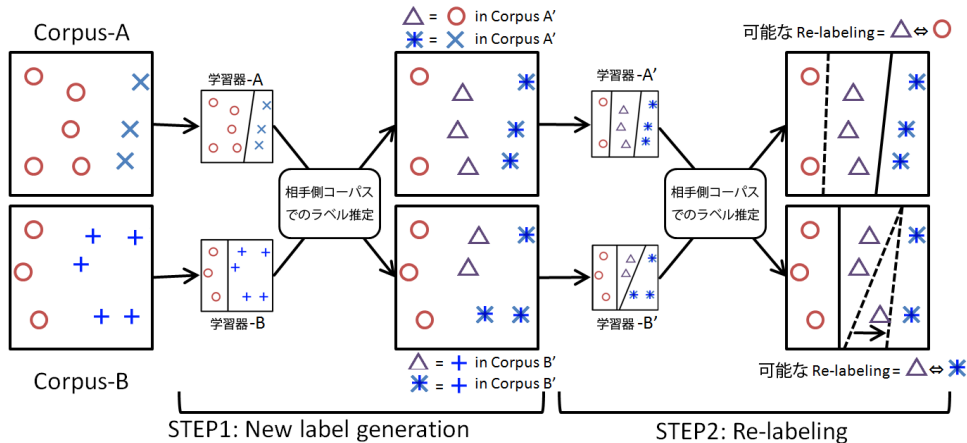 Corpus-A
学習器-A
△ = ○ in Corpus A’
✳ = × in Corpus A’
学習器-A’
可能な Re-labeling = △ ⇔ ○
相手側コーパス
でのラベル推定
相手側コーパス
でのラベル推定
Corpus-B
学習器-B
△ = + in Corpus B’
✳ = + in Corpus B’
学習器-B’
可能な Re-labeling = △ ⇔ ✳
STEP1: New label generation
STEP2: Re-labeling